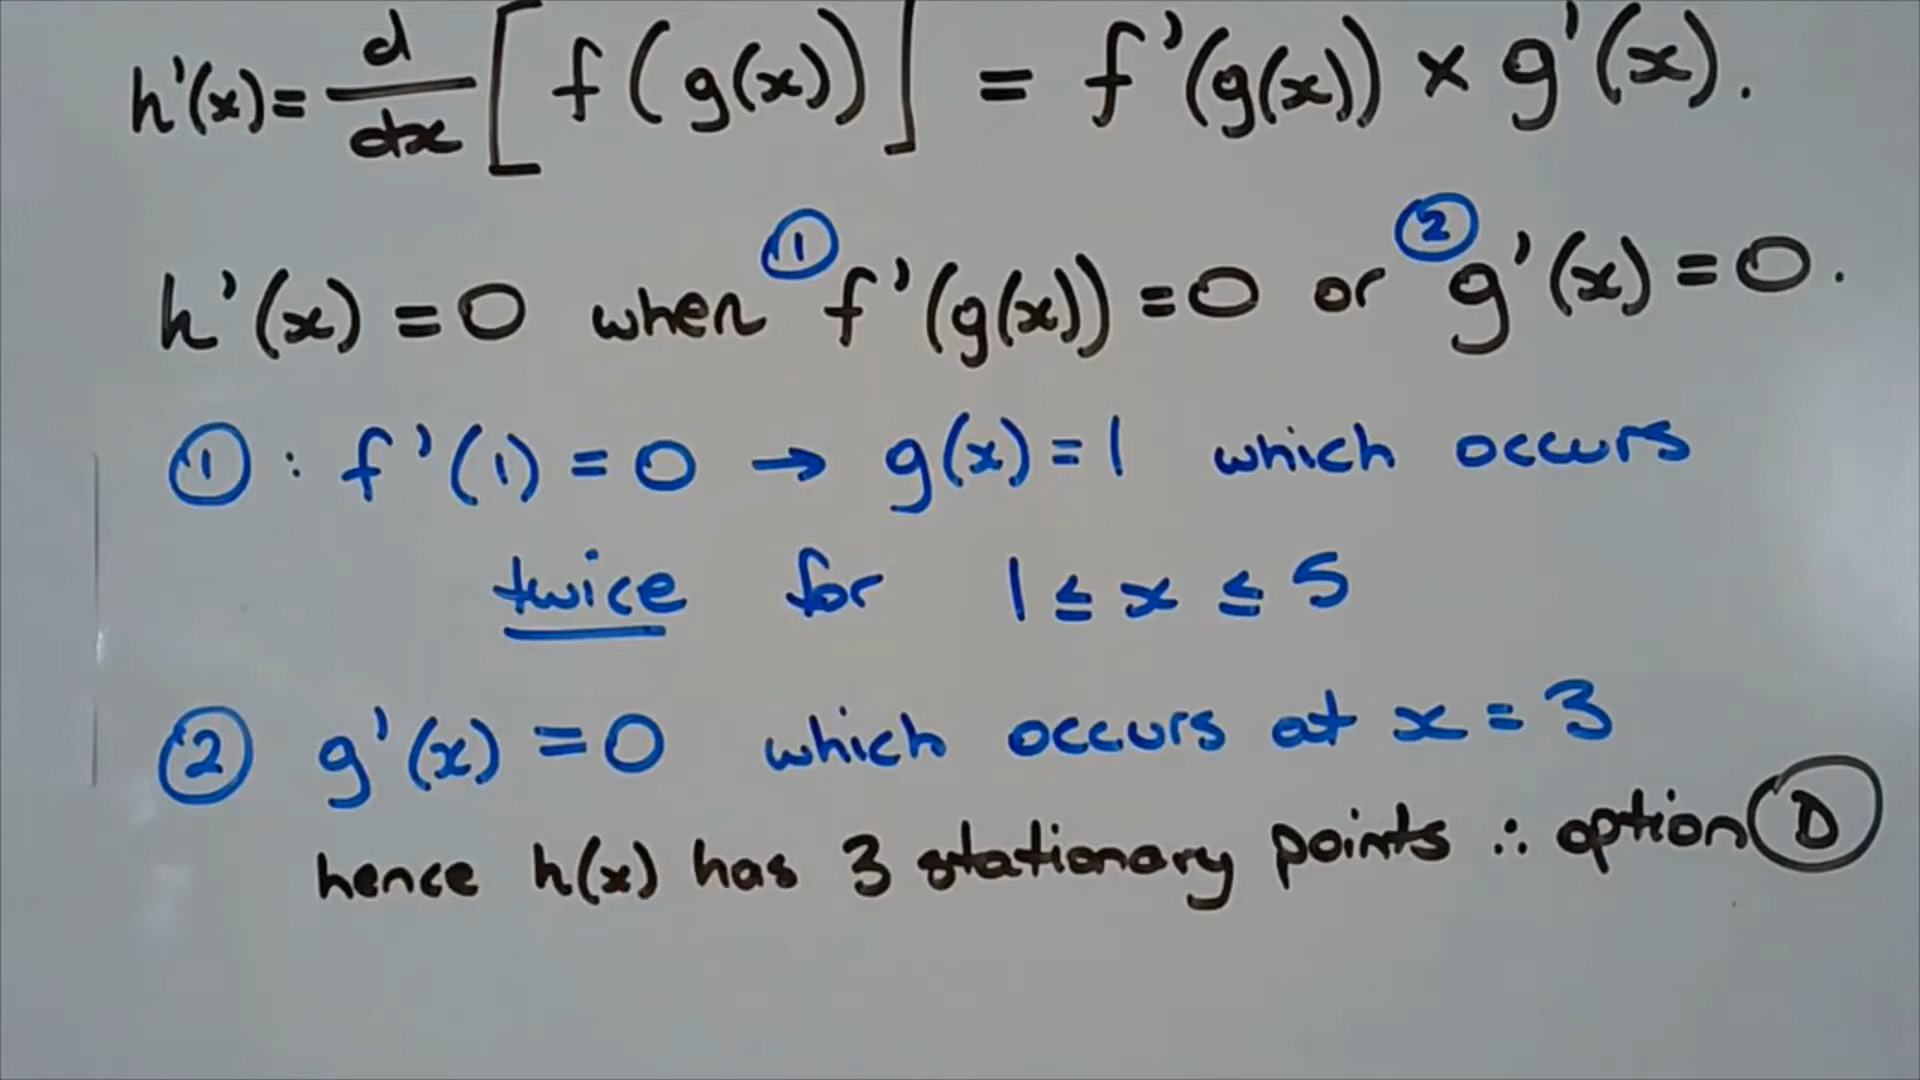 h'(x) = d/dx [f(g(x))] = f'(g(x)) × g'(x).
h'(x) = 0 when ① f'(g(x)) = 0 or ② g'(x) = 0.
① : f'(1) = 0 → g(x) = 1 which occurs
twice for 1 ≤ x ≤ 5
② g'(x) = 0 which occurs at x = 3
hence h(x) has 3 stationary points ∴ option D